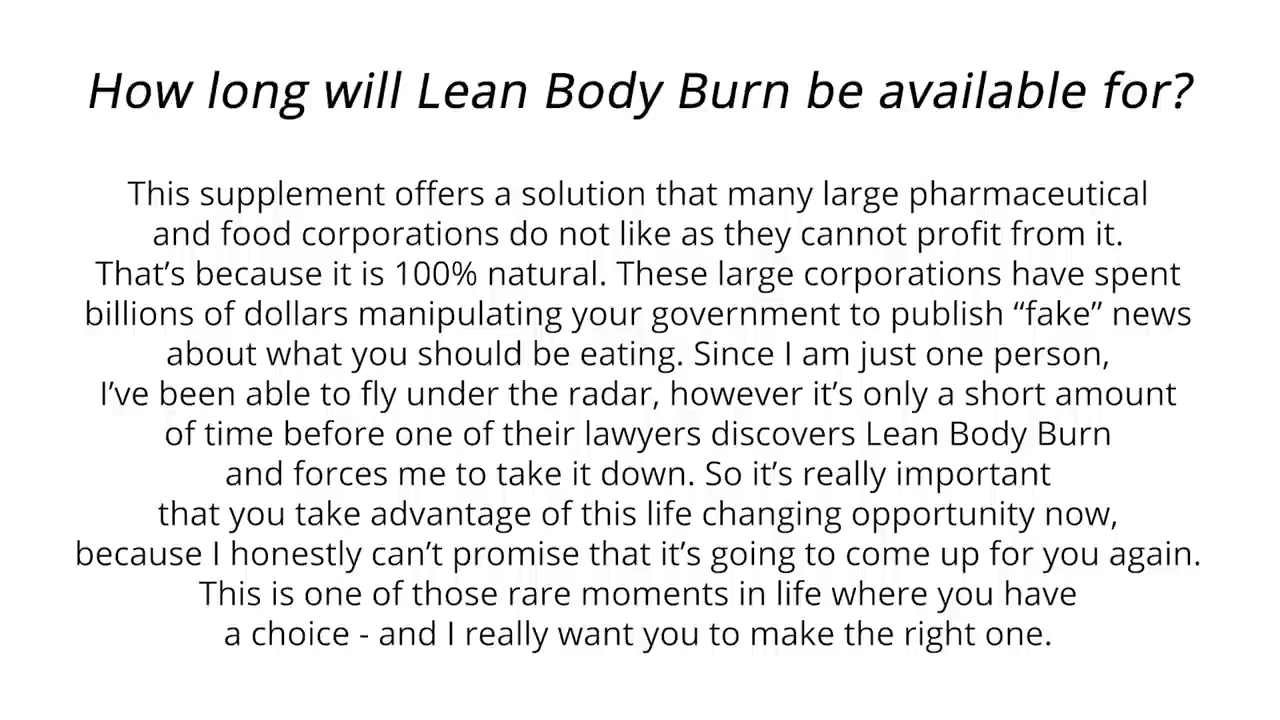 How long will Lean Body Burn be available for?
This supplement offers a solution that many large pharmaceutical
and food corporations do not like as they cannot profit from it.
That’s because it is 100% natural. These large corporations have spent
billions of dollars manipulating your government to publish “fake” news
about what you should be eating. Since I am just one person,
I’ve been able to fly under the radar, however it’s only a short amount
of time before one of their lawyers discovers Lean Body Burn
and forces me to take it down. So it’s really important
that you take advantage of this life changing opportunity now,
because I honestly can’t promise that it’s going to come up for you again.
This is one of those rare moments in life where you have
a choice - and I really want you to make the right one.